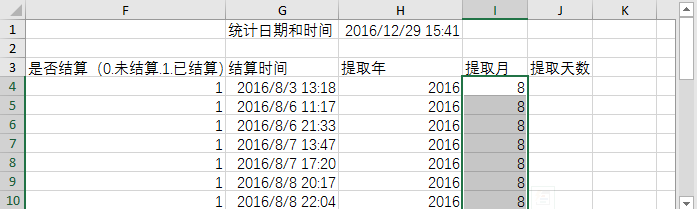 F G H I J K
1 统计日期和时间 2016/12/29 15:41
2
3 是否结算（0.未结算.1.已结算) 结算时间 提取年 提取月 提取天数
4 1 2016/8/3 13:18 2016 8
5 1 2016/8/6 11:17 2016 8
6 1 2016/8/6 21:33 2016 8
7 1 2016/8/7 13:47 2016 8
8 1 2016/8/7 17:20 2016 8
9 1 2016/8/8 20:17 2016 8
10 1 2016/8/8 22:04 2016 8